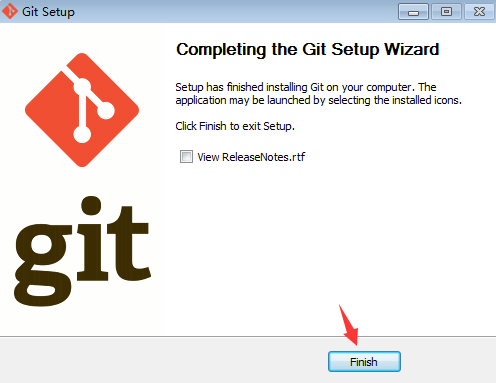 Git Setup
Completing the Git Setup Wizard
Setup has finished installing Git on your computer. The
application may be launched by selecting the installed icons.
Click Finish to exit Setup.
View ReleaseNotes.rtf
git
Finish